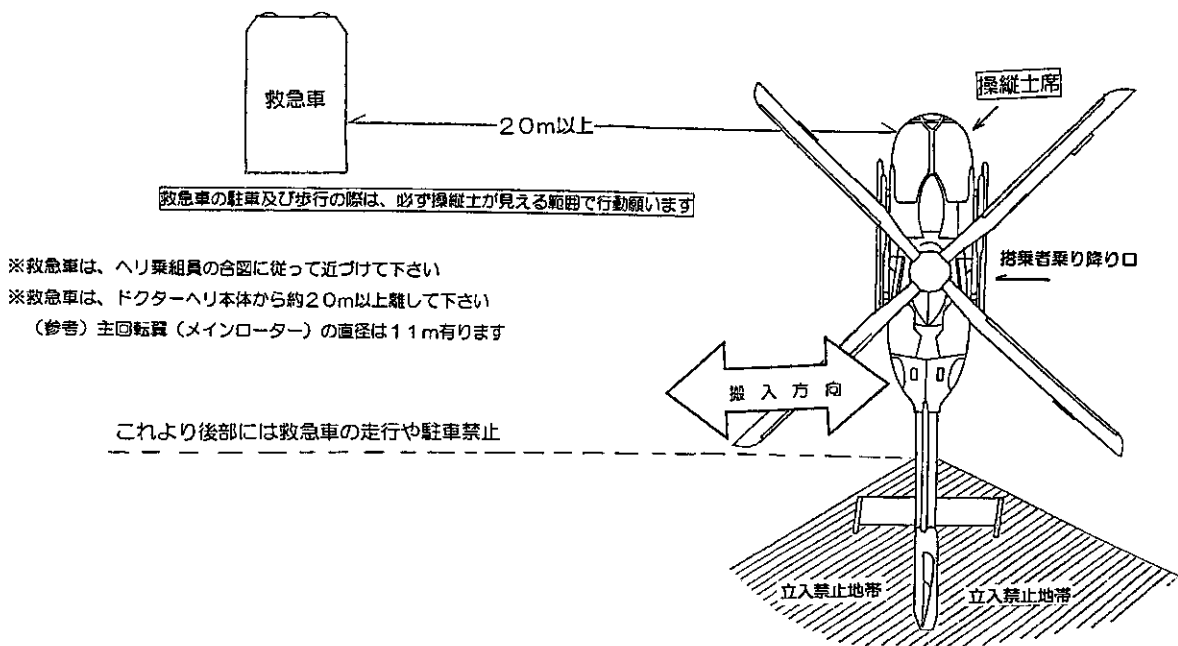 救急車
操縦士席
20m以上
救急車の駐車及び歩行の際は、必ず操縦士が見える範囲で行動願います
※救急車は、ヘリ乗組員の合図に従って近づけて下さい
搭乗者乗り降り口
※救急車は、ドクターヘリ本体から約20m以上離して下さい
(参考)主回転翼(メインローター)の直径は11m有ります
搬入方向
これより後部には救急車の走行や駐車禁止
立入禁止地帯
立入禁止地帯